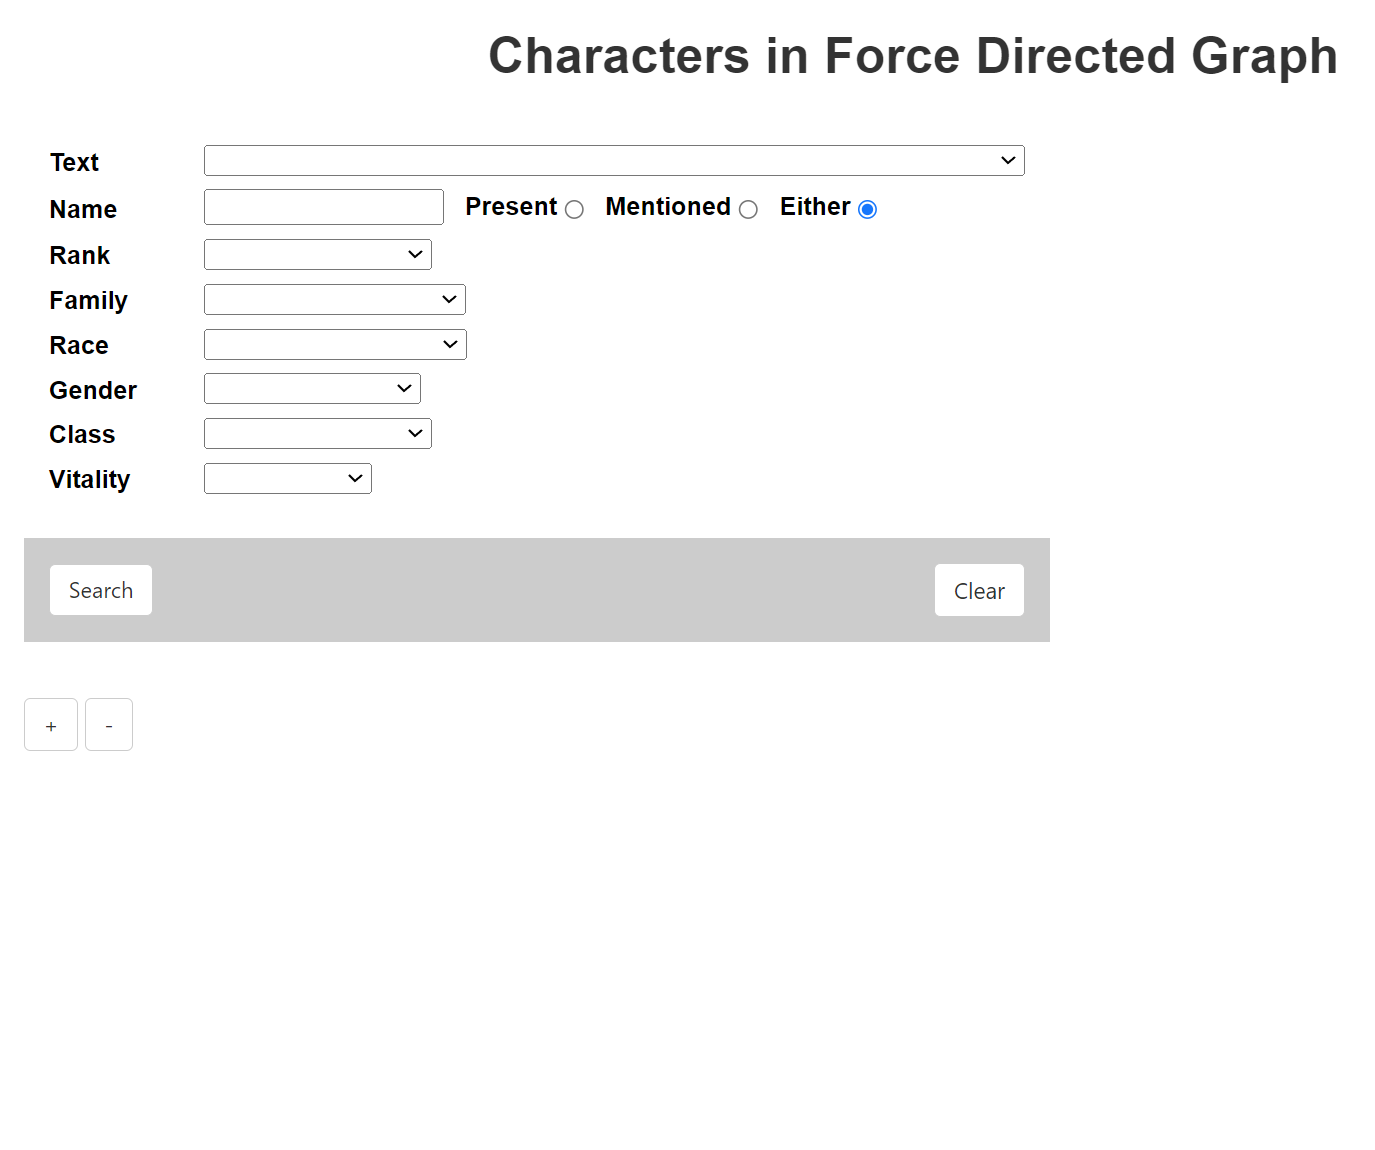 Characters in Force Directed Graph
Text
Name Present Mentioned Either
Rank
Family
Race
Gender
Class
Vitality
Search Clear
+ -